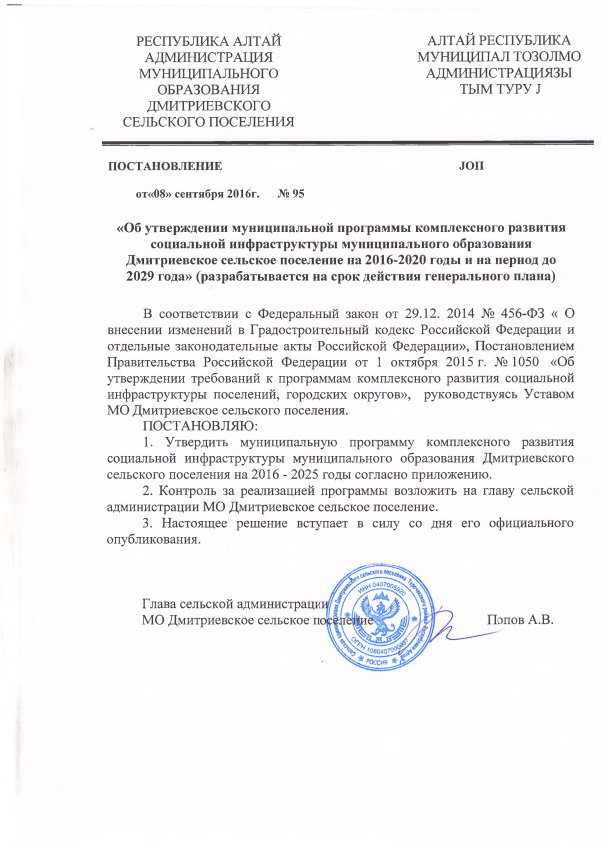 РЕСПУБЛИКА АЛТАЙ
АДМИНИСТРАЦИЯ
МУНИЦИПАЛЬНОГО
ОБРАЗОВАНИЯ
ДМИТРИЕВСКОГО
СЕЛЬСКОГО ПОСЕЛЕНИЯ
АЛТАЙ РЕСПУБЛИКА
МУНИЦИПАЛ ТОЗОЛМО
АДМИНИСТРАЦИЯЗЫ
ТЫМ ТУРУ J
ПОСТАНОВЛЕНИЕ JОП
от«08» сентября 2016г. № 95
«Об утверждении муниципальной программы комплексного развития
социальной инфраструктуры муниципального образования
Дмитриевское сельское поселение на 2016-2020 годы и на период до
2029 года» (разрабатывается на срок действия генерального плана)
В соответствии с Федеральный закон от 29.12. 2014 № 456-ФЗ « О
внесении изменений в Градостроительный кодекс Российской Федерации и
отдельные законодательные акты Российской Федерации», Постановлением
Правительства Российской Федерации от 1 октября 2015 г. № 1050 «Об
утверждении требований к программам комплексного развития социальной
инфраструктуры поселений, городских округов», руководствуясь Уставом
МО Дмитриевское сельского поселения.
ПОСТАНОВЛЯЮ:
1. Утвердить муниципальную программу комплексного развития
социальной инфраструктуры муниципального образования Дмитриевского
сельского поселения на 2016 - 2025 годы согласно приложению.
2. Контроль за реализацией программы возложить на главу сельской
администрации МО Дмитриевское сельское поселение.
3. Настоящее решение вступает в силу со дня его официального
опубликования.
Глава сельской администрации
МО Дмитриевское сельское поселение Попов А.В.
РОССИЯ